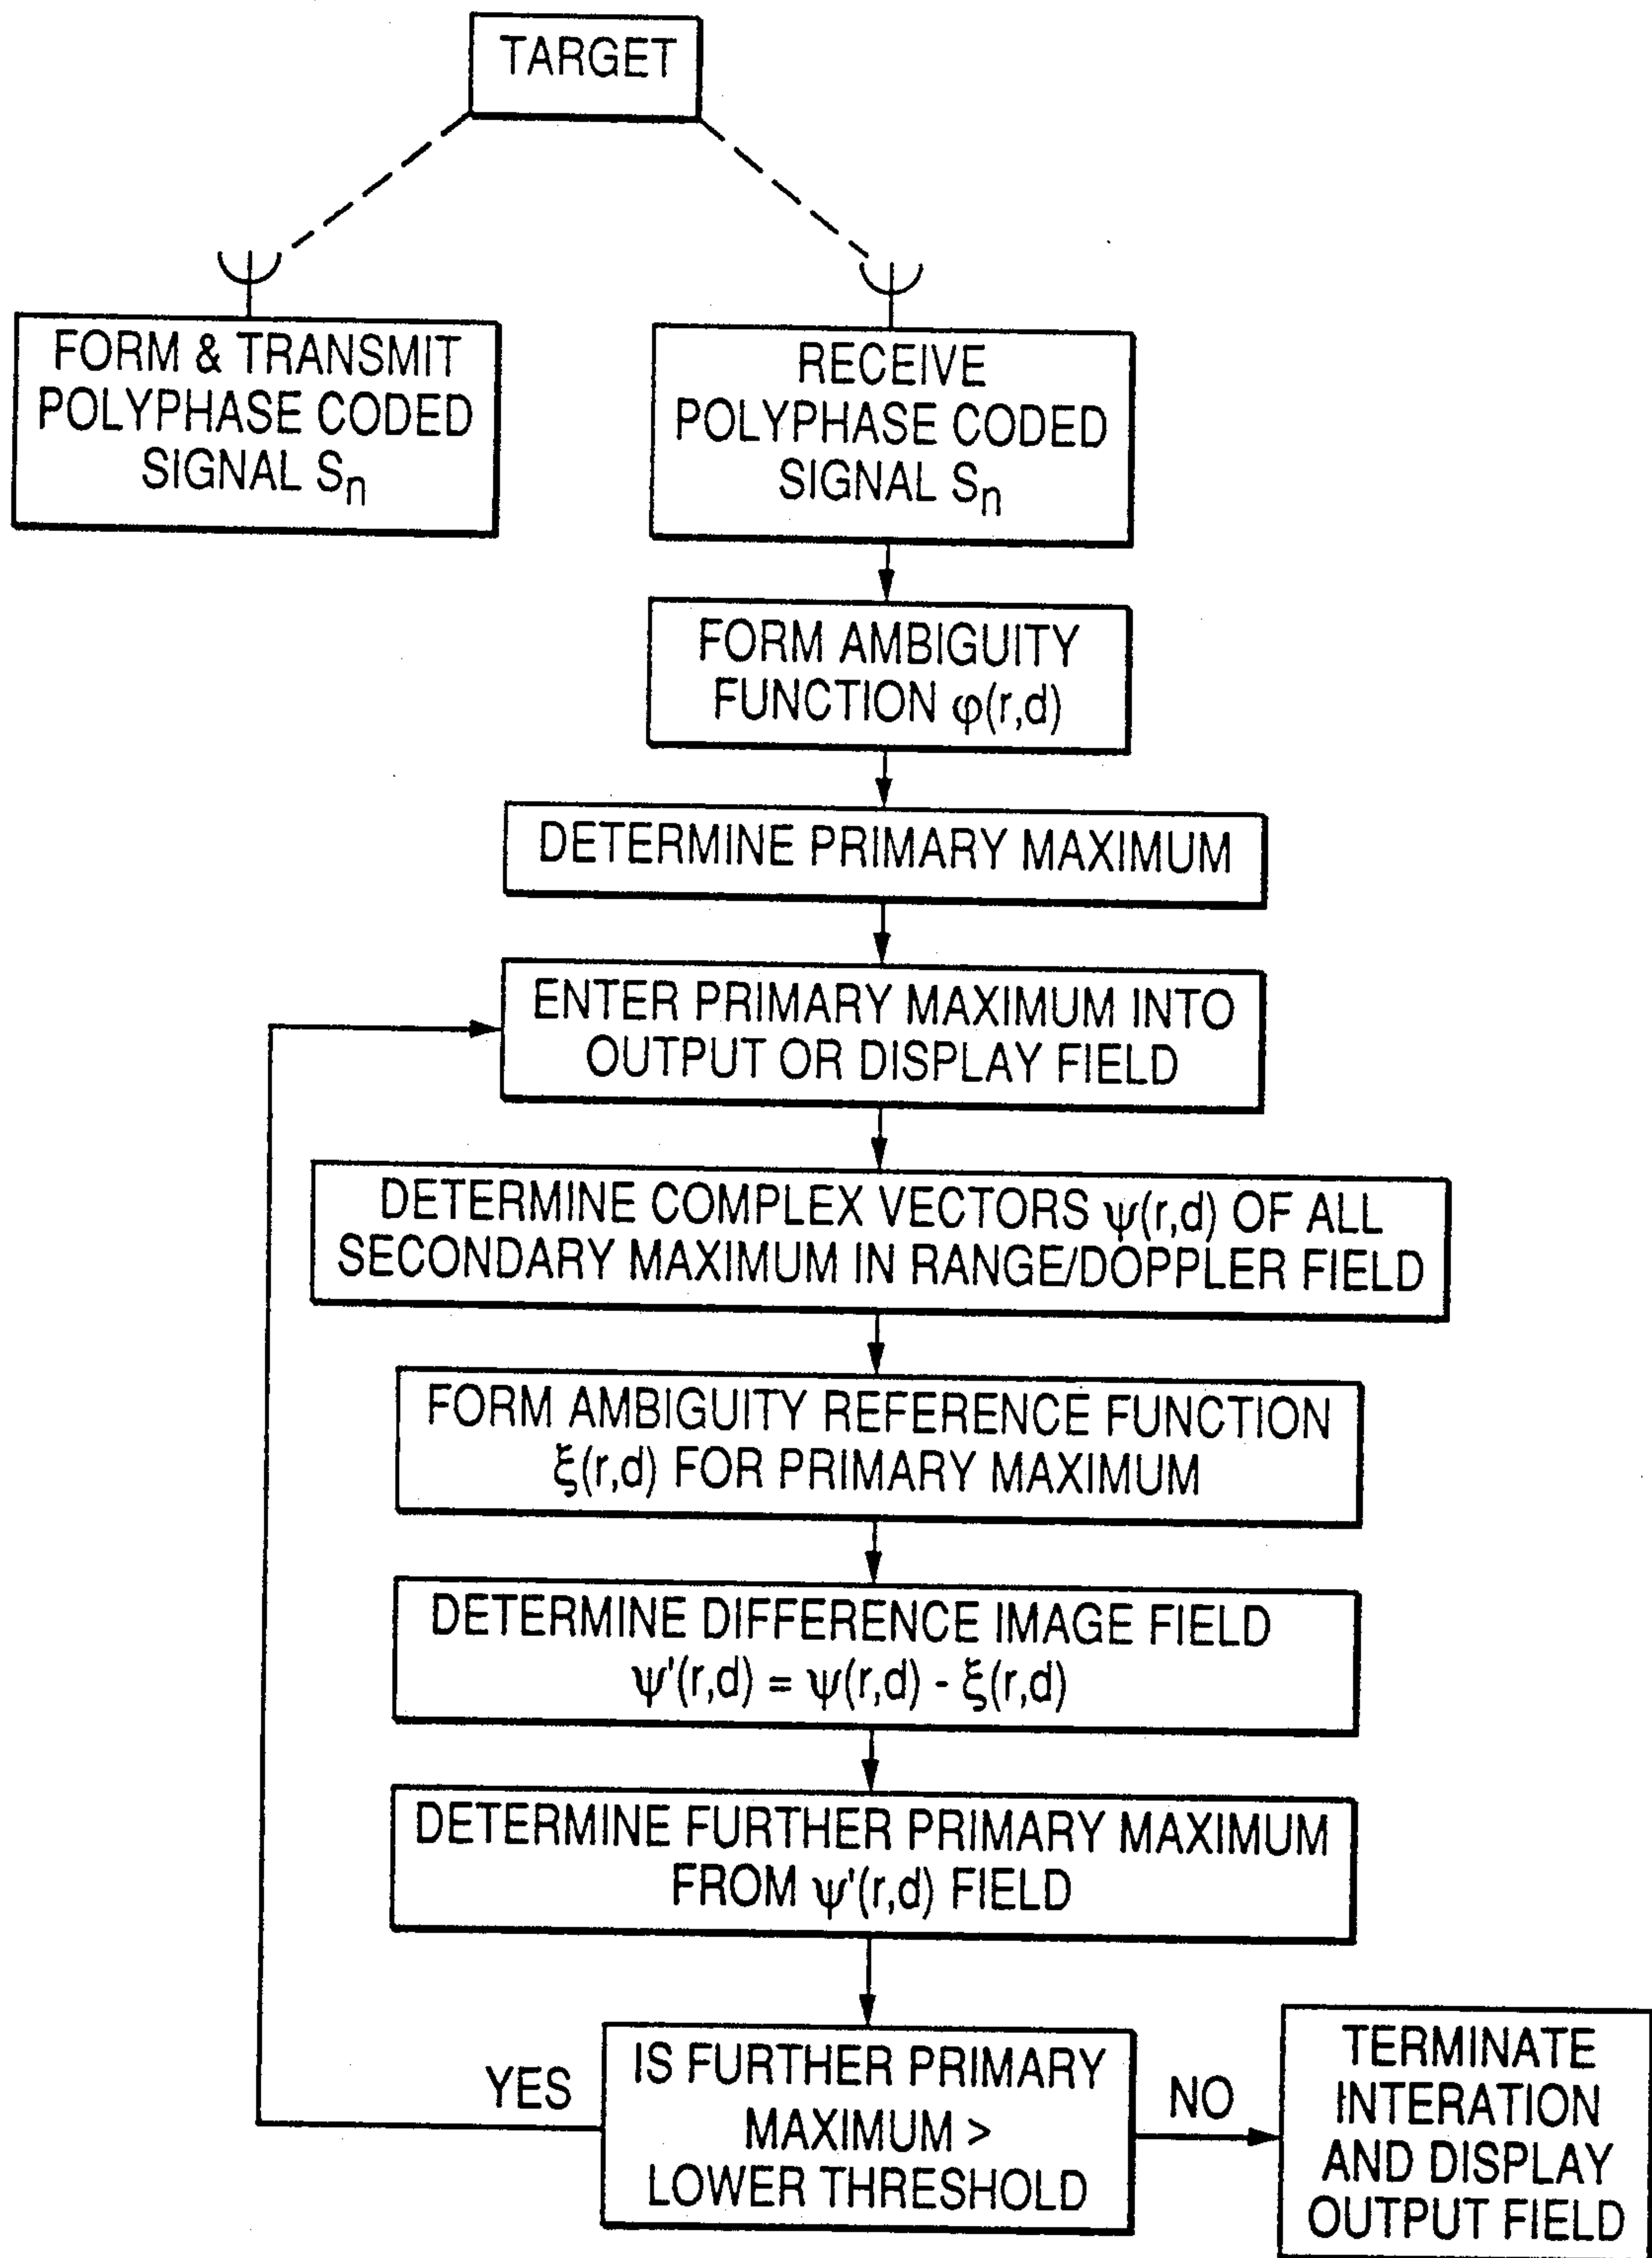 TARGET
FORM & TRANSMIT
POLYPHASE CODED
SIGNAL Sn
RECEIVE
POLYPHASE CODED
SIGNAL Sn
FORM AMBIGUITY
FUNCTION φ(r,d)
DETERMINE PRIMARY MAXIMUM
ENTER PRIMARY MAXIMUM INTO
OUTPUT OR DISPLAY FIELD
DETERMINE COMPLEX VECTORS ψ(r,d) OF ALL
SECONDARY MAXIMUM IN RANGE/DOPPLER FIELD
FORM AMBIGUITY REFERENCE FUNCTION
ξ(r,d) FOR PRIMARY MAXIMUM
DETERMINE DIFFERENCE IMAGE FIELD
ψ'(r,d) = ψ(r,d) - ξ(r,d)
DETERMINE FURTHER PRIMARY MAXIMUM
FROM ψ'(r,d) FIELD
YES
IS FURTHER PRIMARY
MAXIMUM >
LOWER THRESHOLD
NO
TERMINATE
INTERATION
AND DISPLAY
OUTPUT FIELD